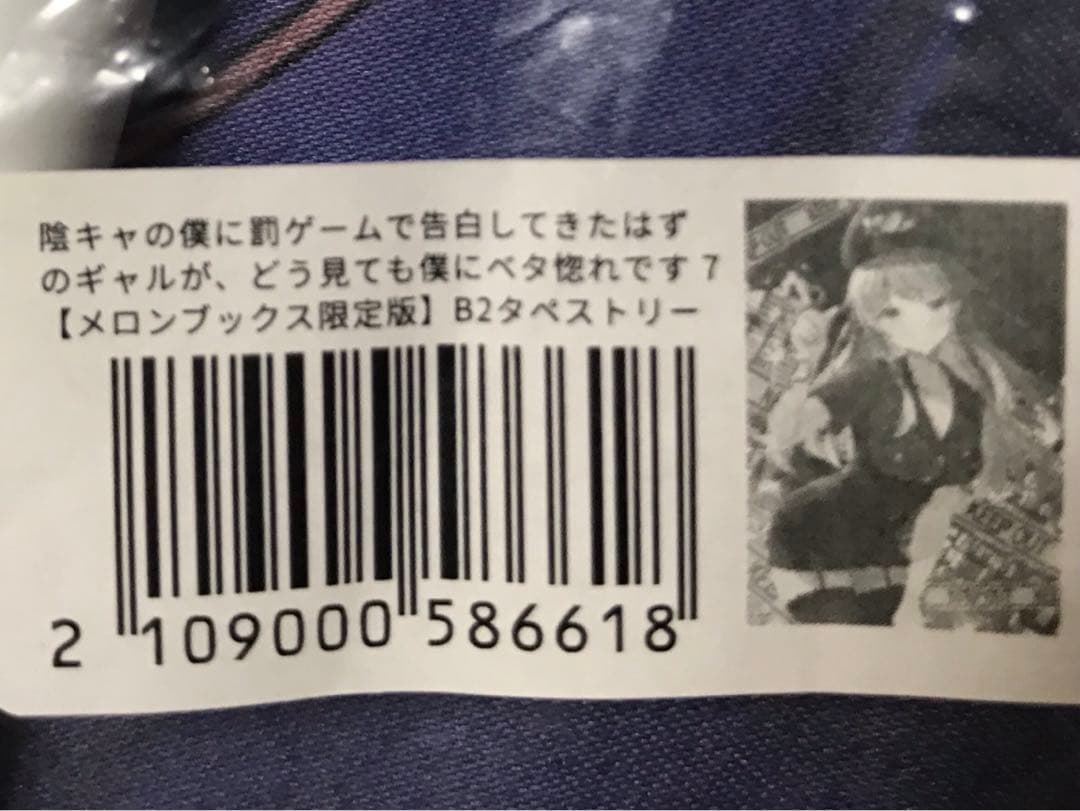 陰キャの僕に罰ゲームで告白してきたはず
のギャルが、どう見ても僕にベタ惚れです 7
【メロンブックス限定版】B2タペストリー
2 109000 586618
KEEP OUT